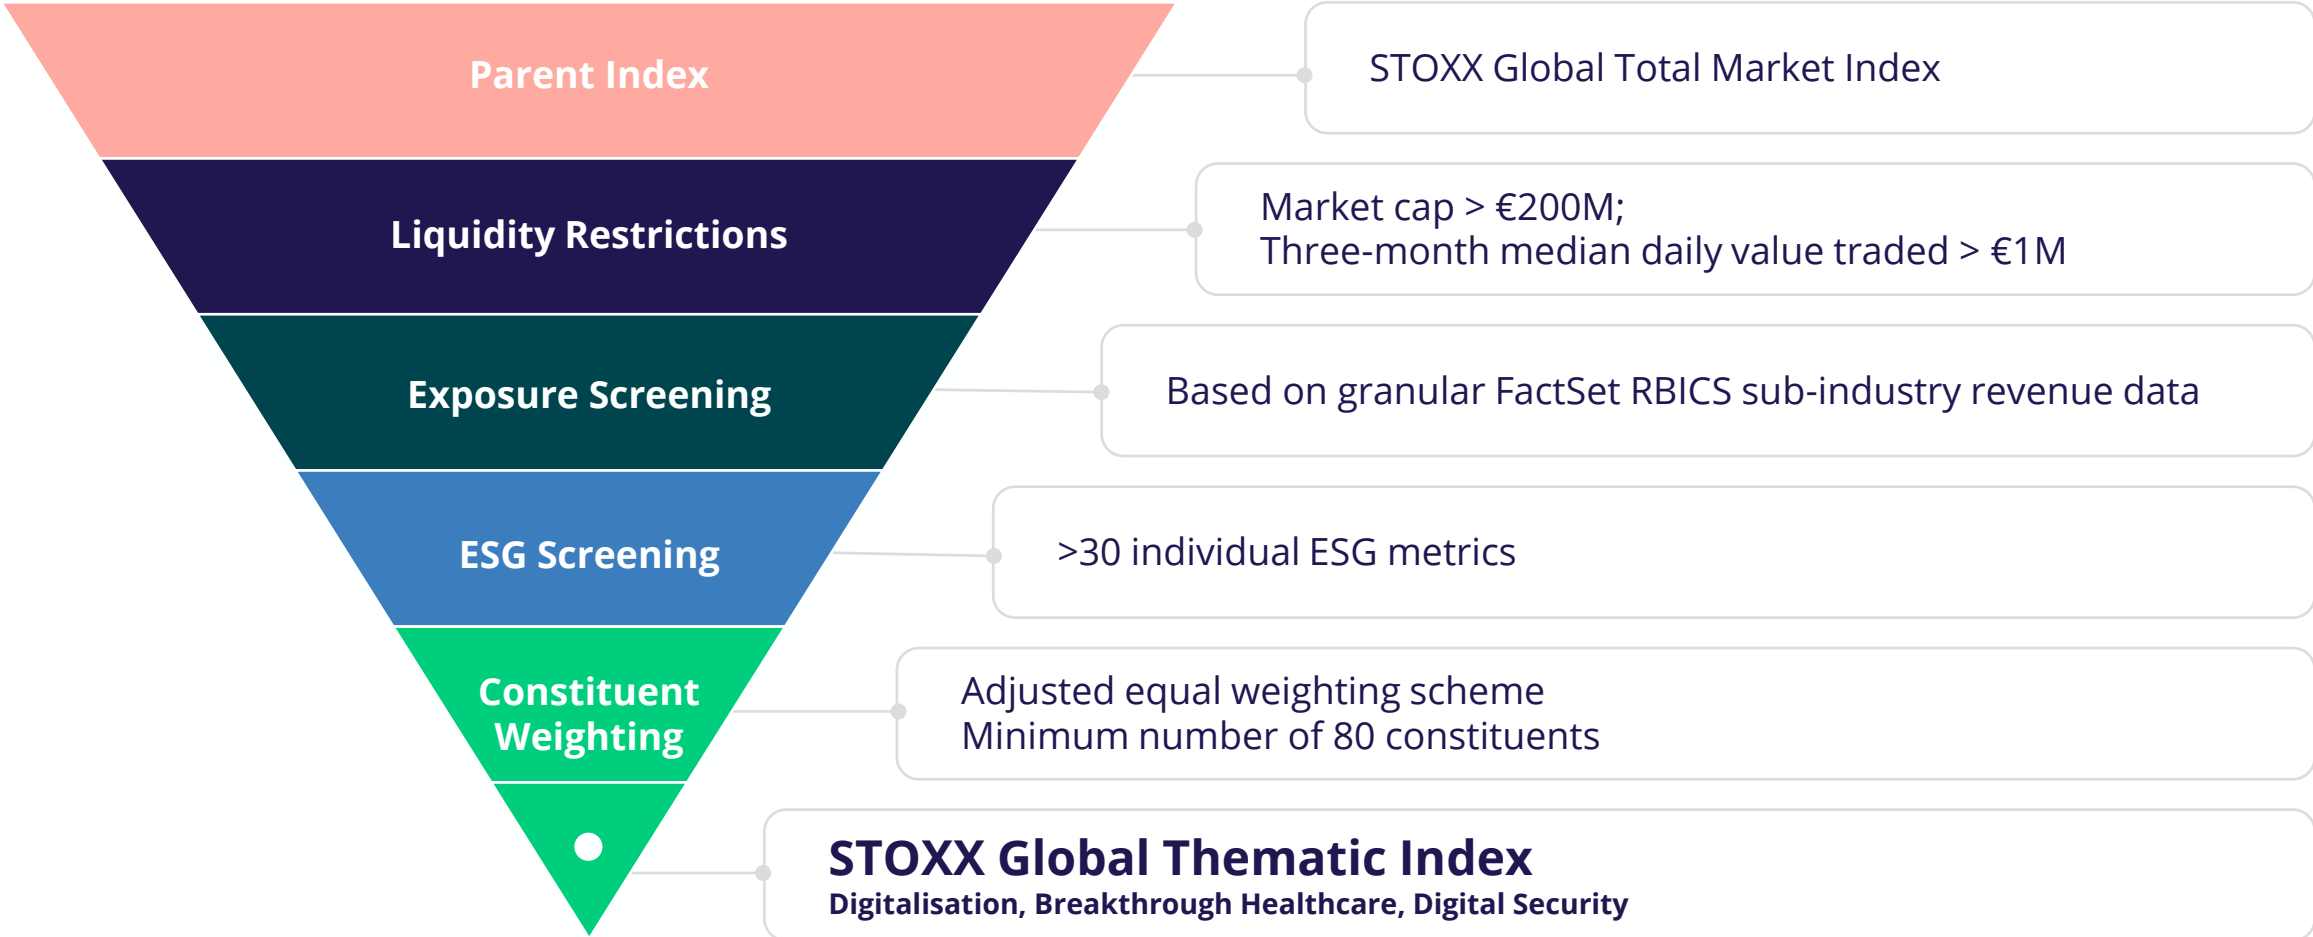 Parent Index
STOXX Global Total Market Index
Liquidity Restrictions
Market cap > €200M;
Three-month median daily value traded > €1M
Exposure Screening
Based on granular FactSet RBICS sub-industry revenue data
ESG Screening
>30 individual ESG metrics
Constituent
Weighting
Adjusted equal weighting scheme
Minimum number of 80 constituents
STOXX Global Thematic Index
Digitalisation, Breakthrough Healthcare, Digital Security